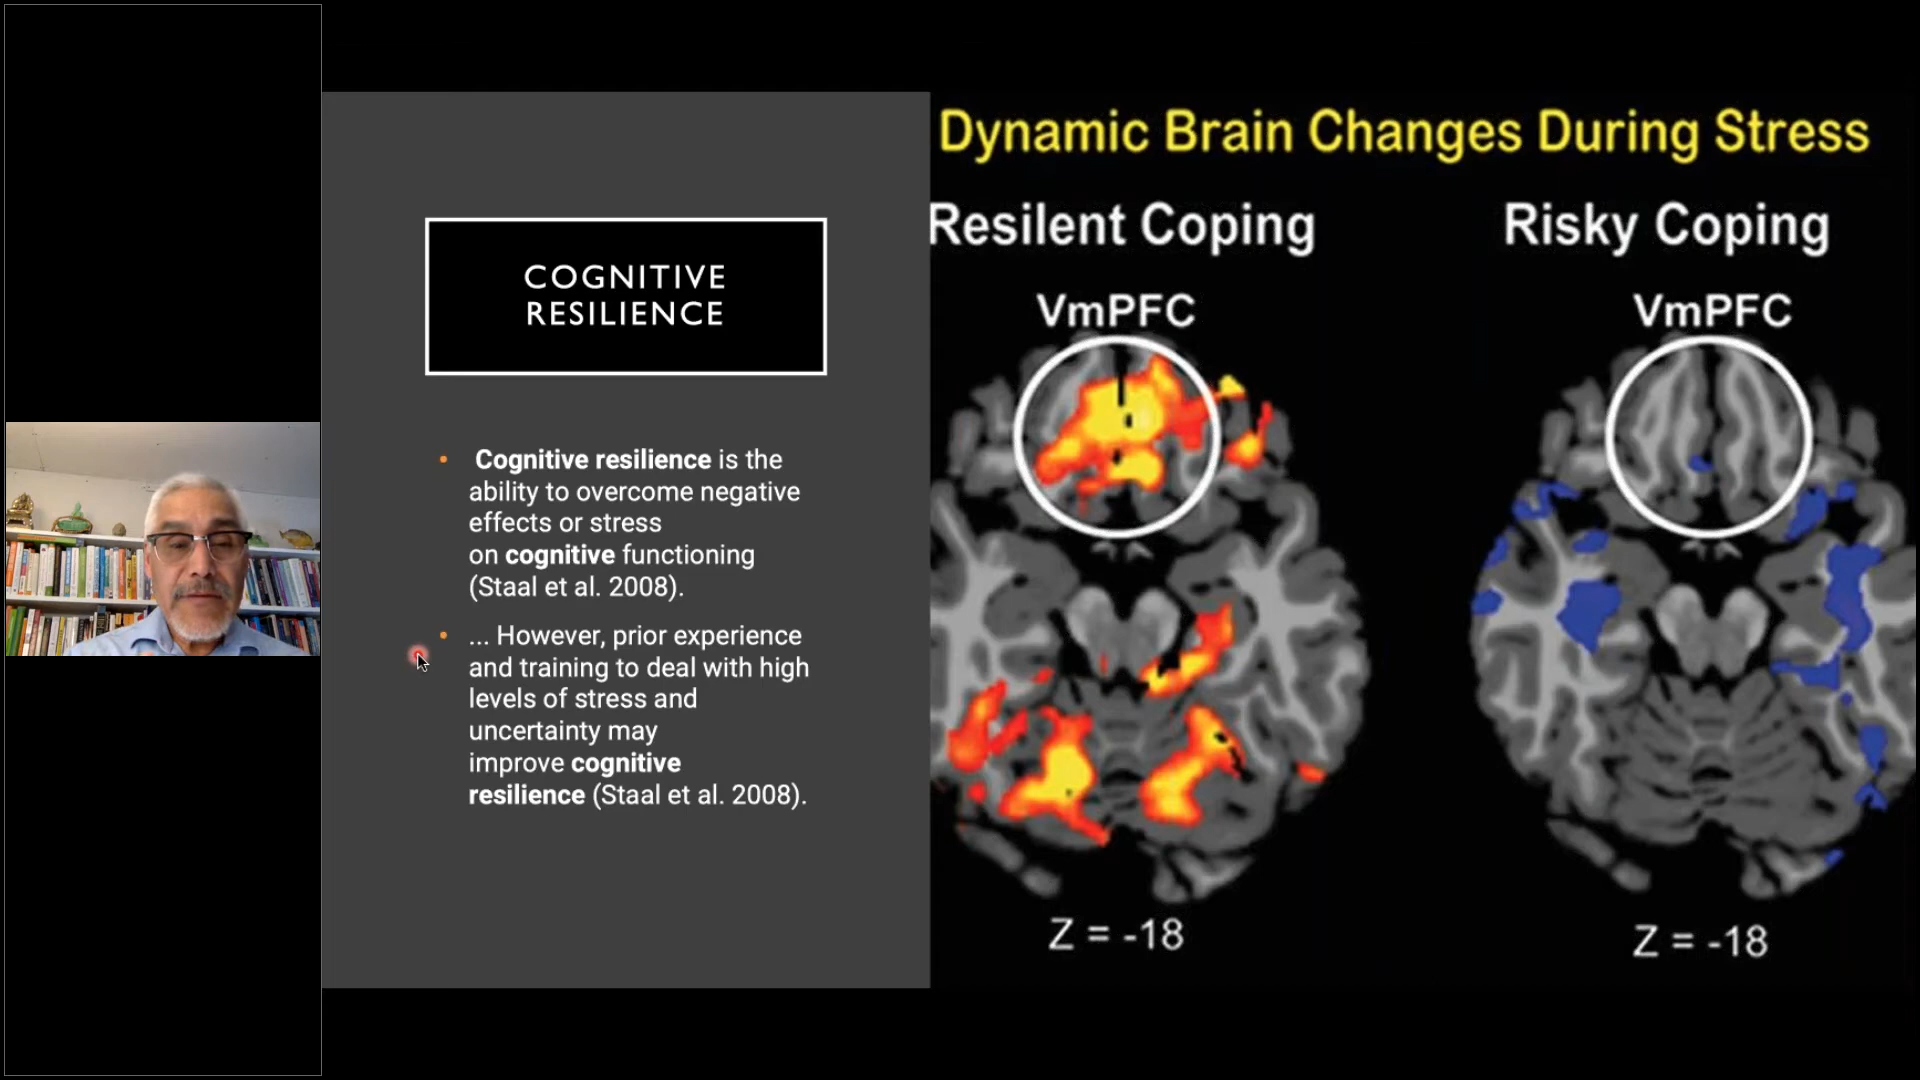 COGNITIVE
RESILIENCE
• Cognitive resilience is the
ability to overcome negative
effects or stress
on cognitive functioning
(Staal et al. 2008).
• ... However, prior experience
and training to deal with high
levels of stress and
uncertainty may
improve cognitive
resilience (Staal et al. 2008).
Dynamic Brain Changes During Stress
Resilent Coping
Risky Coping
VmPFC
VmPFC
Z = -18
Z = -18